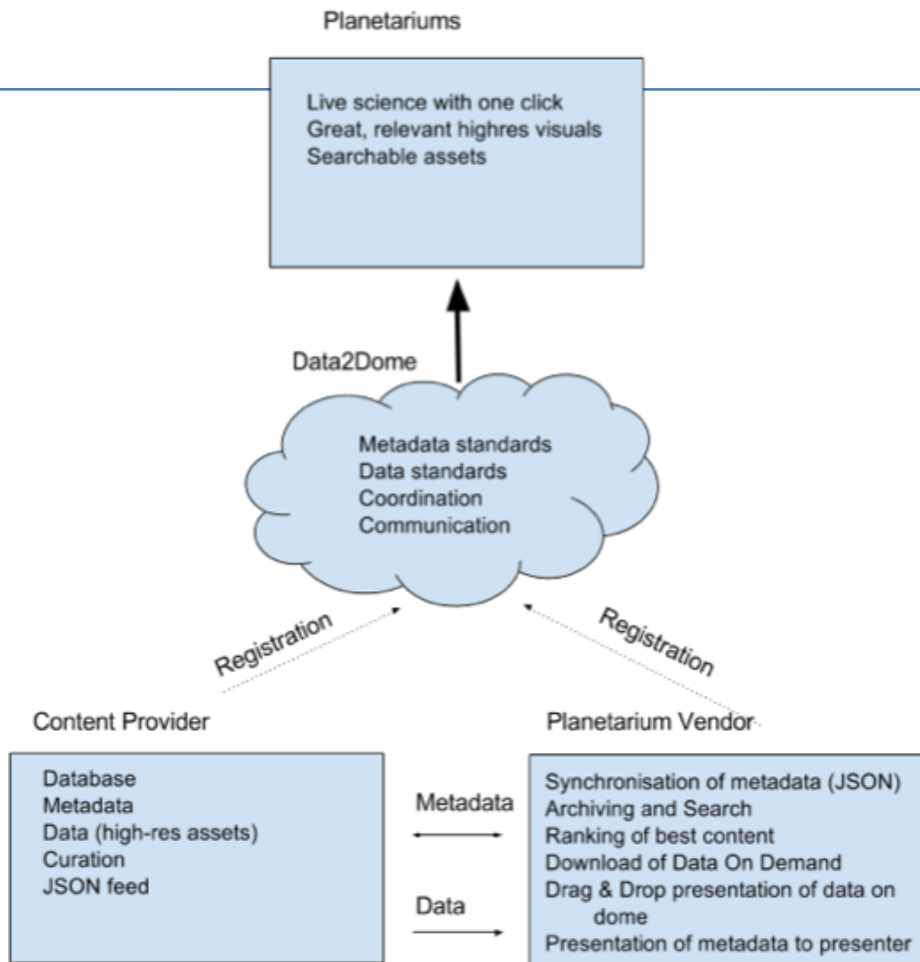 Planetariums
Live science with one click
Great, relevant highres visuals
Searchable assets
Data2Dome
Metadata standards
Data standards
Coordination
Communication
Registration
Registration
Content Provider
Database
Metadata
Data (high-res assets)
Curation
JSON feed
Metadata
Data
Planetarium Vendor
Synchronisation of metadata (JSON)
Archiving and Search
Ranking of best content
Download of Data On Demand
Drag & Drop presentation of data on
dome
Presentation of metadata to presenter